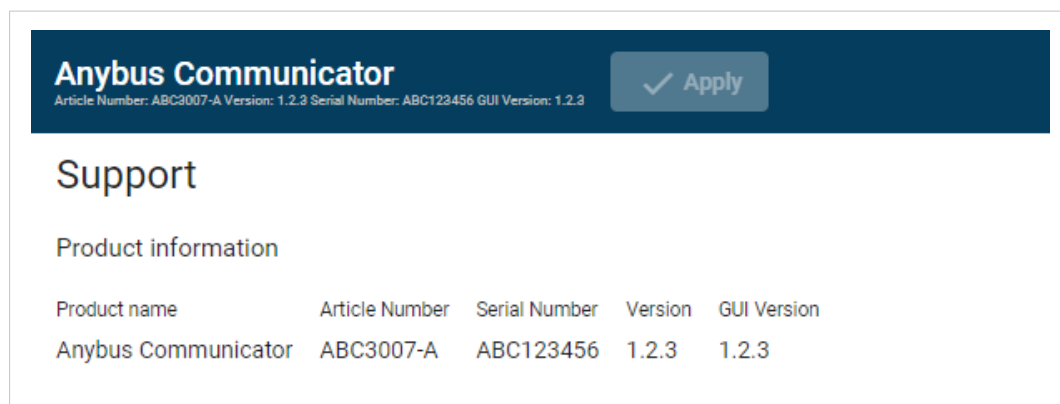 Anybus Communicator
Article Number: ABC3007-A Version: 1.2.3 Serial Number: ABC123456 GUI Version: 1.2.3
Apply
Support
Product information
Product name Article Number Serial Number Version GUI Version
Anybus Communicator ABC3007-A ABC123456 1.2.3 1.2.3